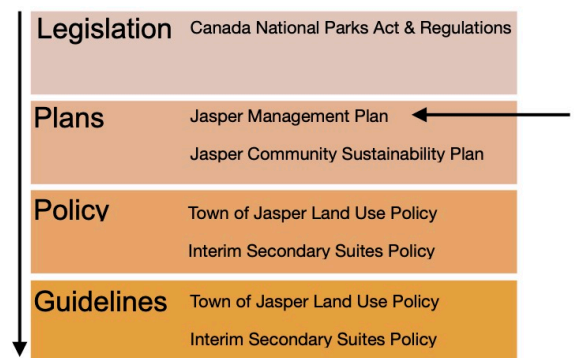 Legislation Canada National Parks Act & Regulations
Plans Jasper Management Plan
Jasper Community Sustainability Plan
Policy Town of Jasper Land Use Policy
Interim Secondary Suites Policy
Guidelines Town of Jasper Land Use Policy
Interim Secondary Suites Policy